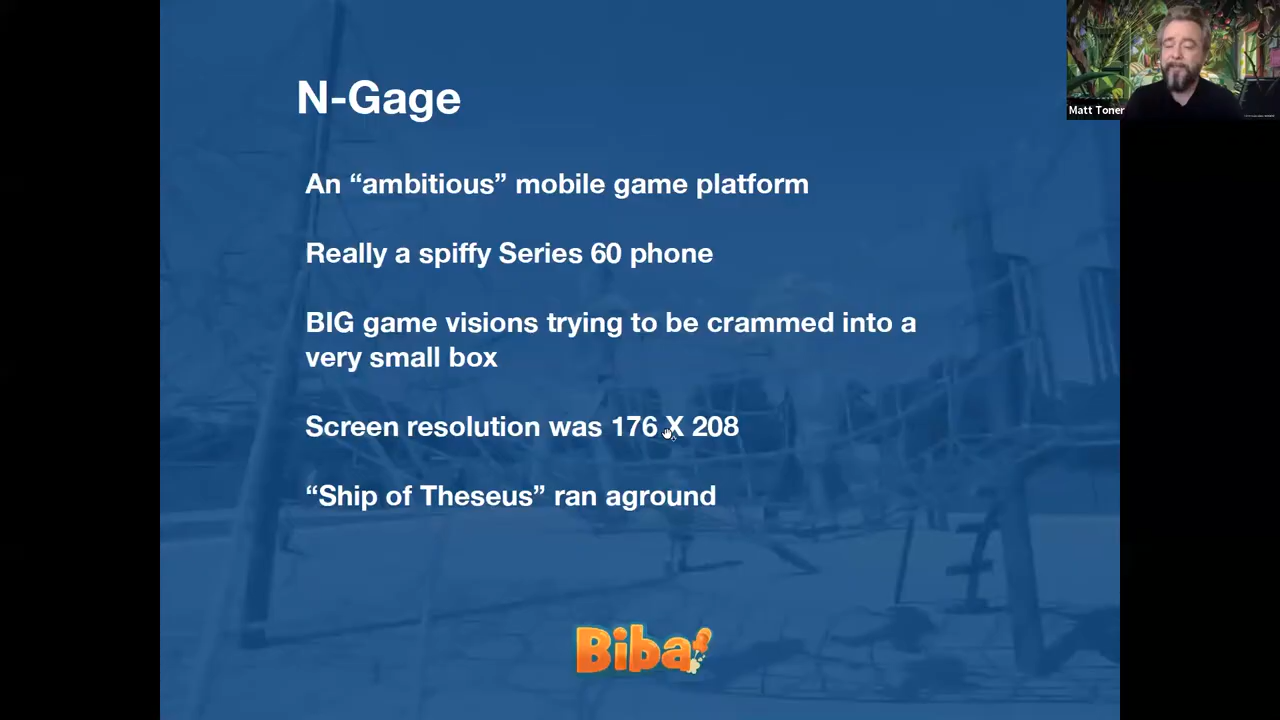 N-Gage
An “ambitious” mobile game platform
Really a spiffy Series 60 phone
BIG game visions trying to be crammed into a
very small box
Screen resolution was 176 X 208
“Ship of Theseus” ran aground
Biba
Matt Toner